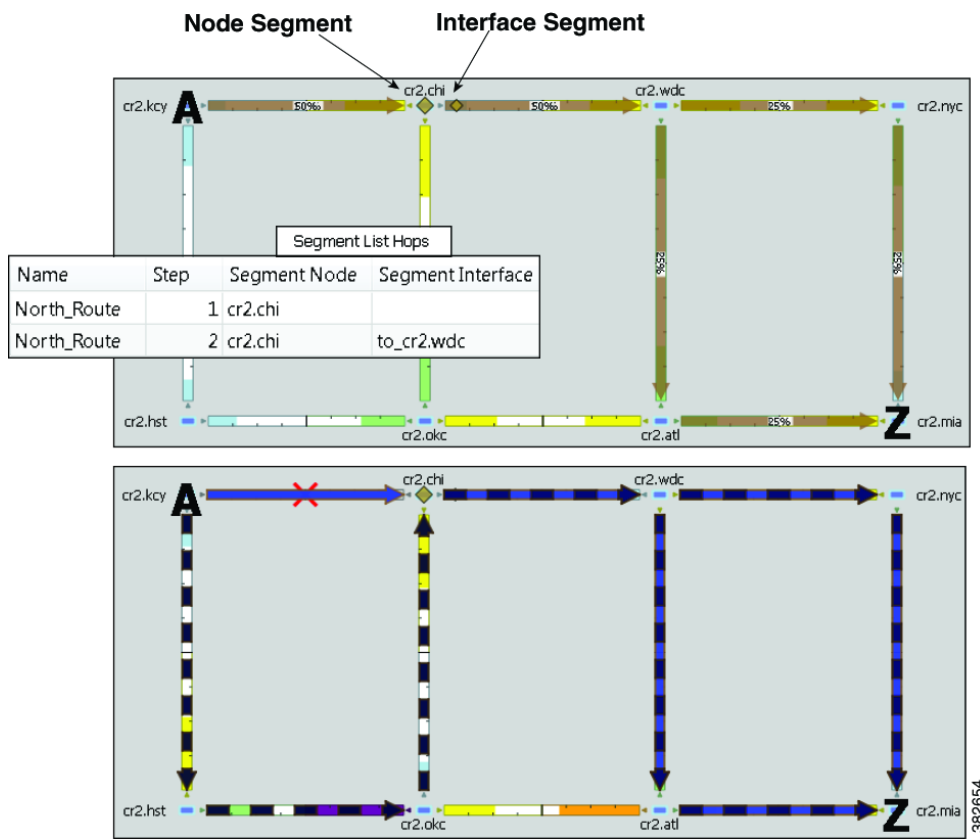 Node Segment
Interface Segment
cr2.kcy
A
50%
cr2.chi
50%
cr2.wdc
25%
cr2.nyc
Segment List Hops
Name Step Segment Node Segment Interface
North_Route 1 cr2.chi
North_Route 2 cr2.chi to_cr2.wdc
25%
25%
cr2.hst
cr2.okc
cr2.atl
25%
Z
cr2.mia
cr2.kcy
A
cr2.chi
cr2.wdc
cr2.nyc
cr2.hst
cr2.okc
cr2.atl
Z
cr2.mia
382654